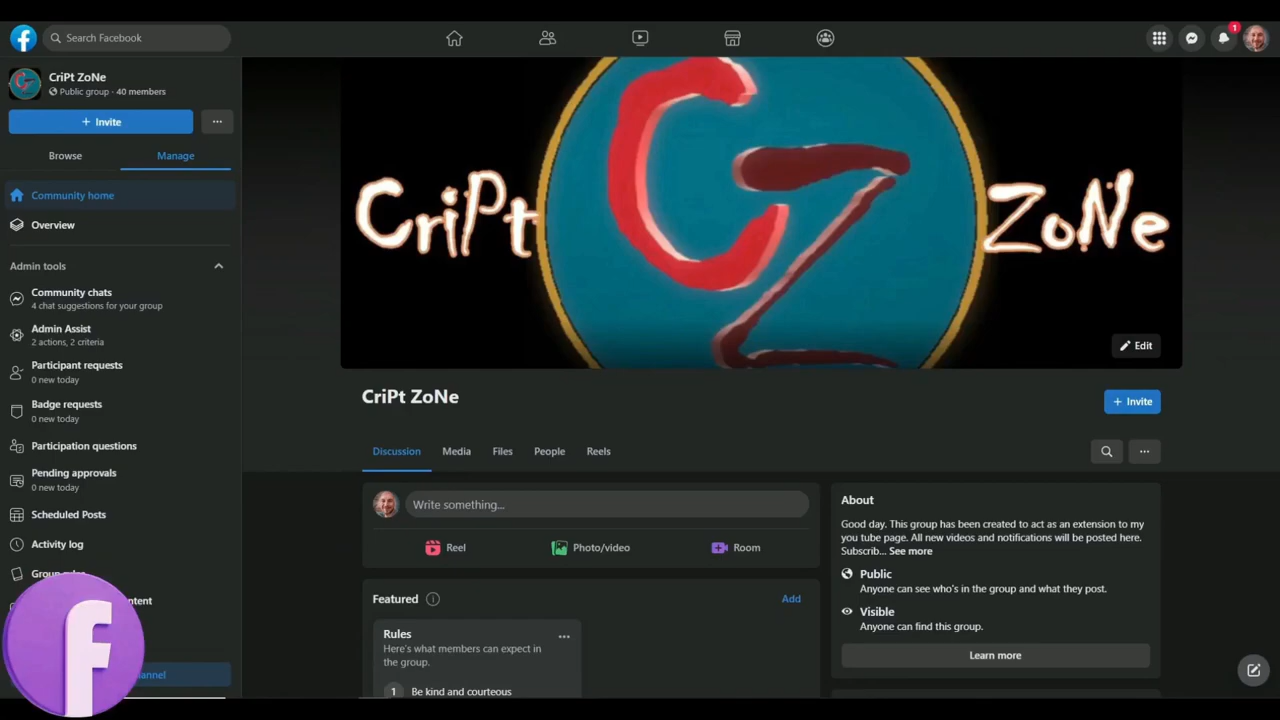 Search Facebook
1
CriPt ZoNe
Public group · 40 members
+ Invite
Browse
Manage
Community home
Overview
Admin tools
Community chats
4 chat suggestions for your group
Admin Assist
2 actions, 2 criteria
Participant requests
0 new today
Badge requests
0 new today
Participation questions
Pending approvals
0 new today
Scheduled Posts
Activity log
Group
f
CriPt
CZ
ZoNe
Edit
CriPt ZoNe
+ Invite
Discussion
Media
Files
People
Reels
Write something...
Reel
Photo/video
Room
Featured
Add
Rules
Here's what members can expect in
the group.
1 Be kind and courteous
About
Good day. This group has been created to act as an extension to my
you tube page. All new videos and notifications will be posted here.
Subscrib... See more
Public
Anyone can see who's in the group and what they post.
Visible
Anyone can find this group.
Learn more